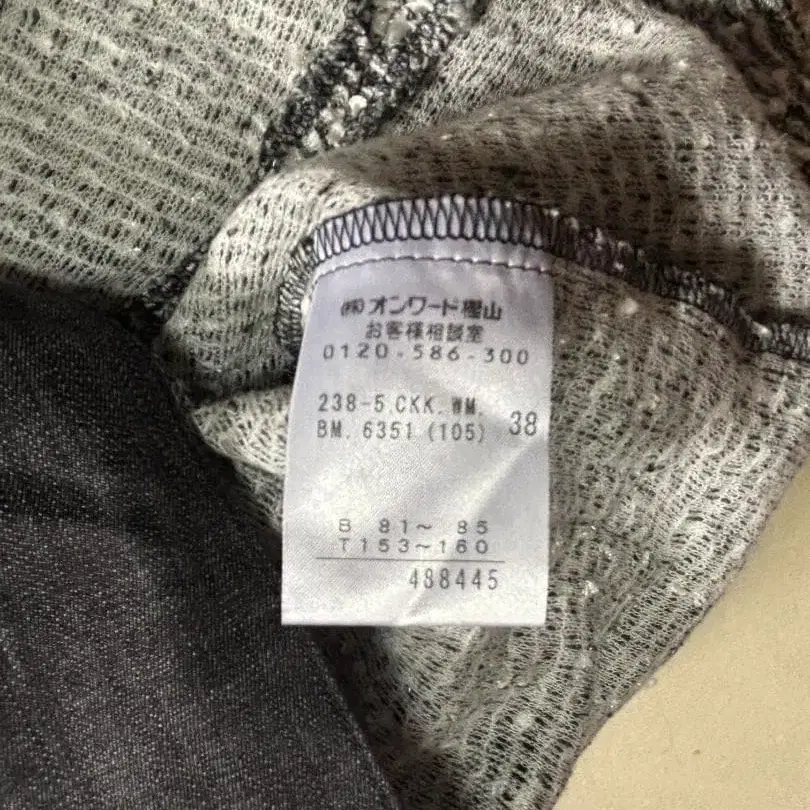 ㈱オンワード樫山
お客様相談室
0120-586-300
238-5.CKK.WM.
BM. 6351 (105) 38
B 81～ 85
T153～160
488445